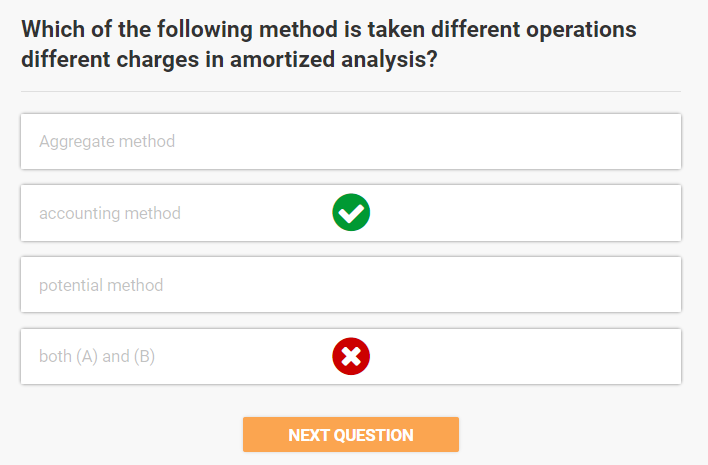 Which of the following method is taken different operations
different charges in amortized analysis?
Aggregate method
accounting method
potential method
both (A) and (B)
NEXT QUESTION